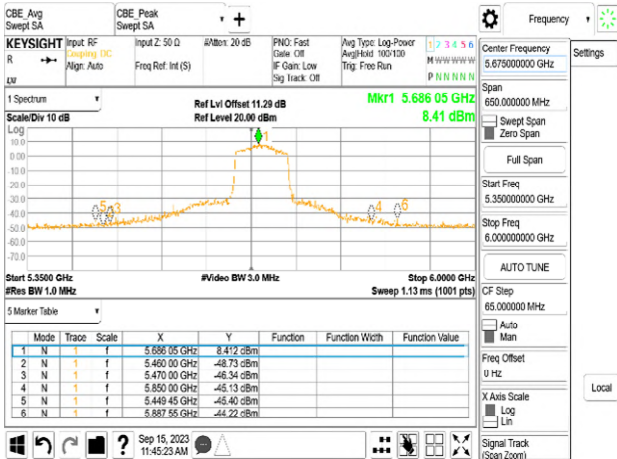 CBE_Avg
Swept SA
CBE_Peak
Swept SA
+
Frequency
KEYSIGHT
R
LXI
Input: RF
Coupling: DC
Align: Auto
Input Z: 50 Ω
Freq Ref: Int (S)
#Atten: 20 dB
PNO: Fast
Gate: Off
IF Gain: Low
Sig Track: Off
Avg Type: Log-Power
Avg|Hold: 100/100
Trig: Free Run
1 2 3 4 5 6
M W W W W W
P N N N N N
1 Spectrum
Scale/Div 10 dB
Ref Lvl Offset 11.29 dB
Ref Level 20.00 dBm
Mkr1 5.686 05 GHz
8.41 dBm
Log
10.0
0.00
-10.0
-20.0
-30.0
-40.0
-50.0
-60.0
-70.0
1
5
3
4
6
Start 5.3500 GHz
#Res BW 1.0 MHz
#Video BW 3.0 MHz
Stop 6.0000 GHz
Sweep 1.13 ms (1001 pts)
5 Marker Table
Mode Trace Scale X Y Function Function Width Function Value
1 N 1 f 5.686 05 GHz 8.412 dBm
2 N 1 f 5.460 00 GHz -48.73 dBm
3 N 1 f 5.470 00 GHz -46.34 dBm
4 N 1 f 5.850 00 GHz -45.13 dBm
5 N 1 f 5.449 45 GHz -45.40 dBm
6 N 1 f 5.887 55 GHz -44.22 dBm
Sep 15, 2023
11:45:23 AM
?
Center Frequency
5.675000000 GHz
Span
650.000000 MHz
Swept Span
Zero Span
Full Span
Start Freq
5.350000000 GHz
Stop Freq
6.000000000 GHz
AUTO TUNE
CF Step
65.000000 MHz
Auto
Man
Freq Offset
0 Hz
X Axis Scale
Log
Lin
Signal Track
(Span Zoom)
Settings
Local